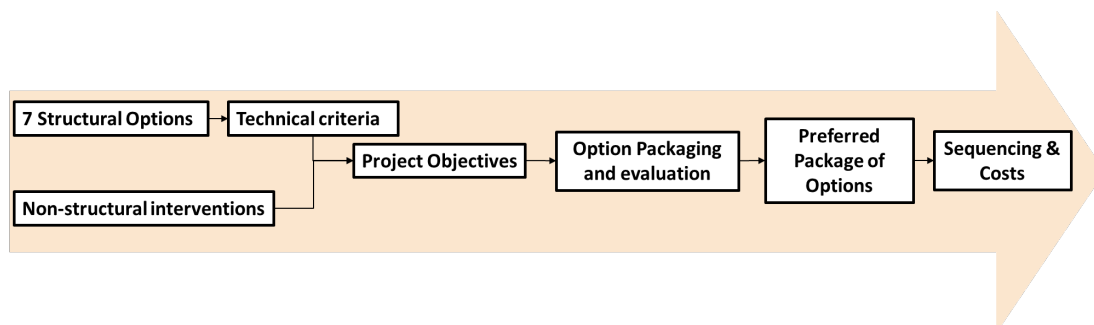 7 Structural Options
Technical criteria
Non-structural interventions
Project Objectives
Option Packaging
and evaluation
Preferred
Package of
Options
Sequencing &
Costs